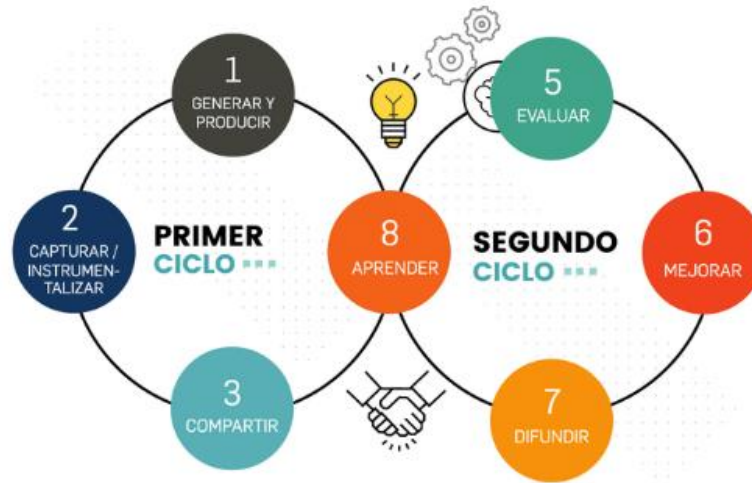 1
GENERAR Y
PRODUCIR
2
CAPTURAR /
INSTRUMEN-
TALIZAR
3
COMPARTIR
PRIMER
CICLO
8
APRENDER
5
EVALUAR
SEGUNDO
CICLO
6
MEJORAR
7
DIFUNDIR